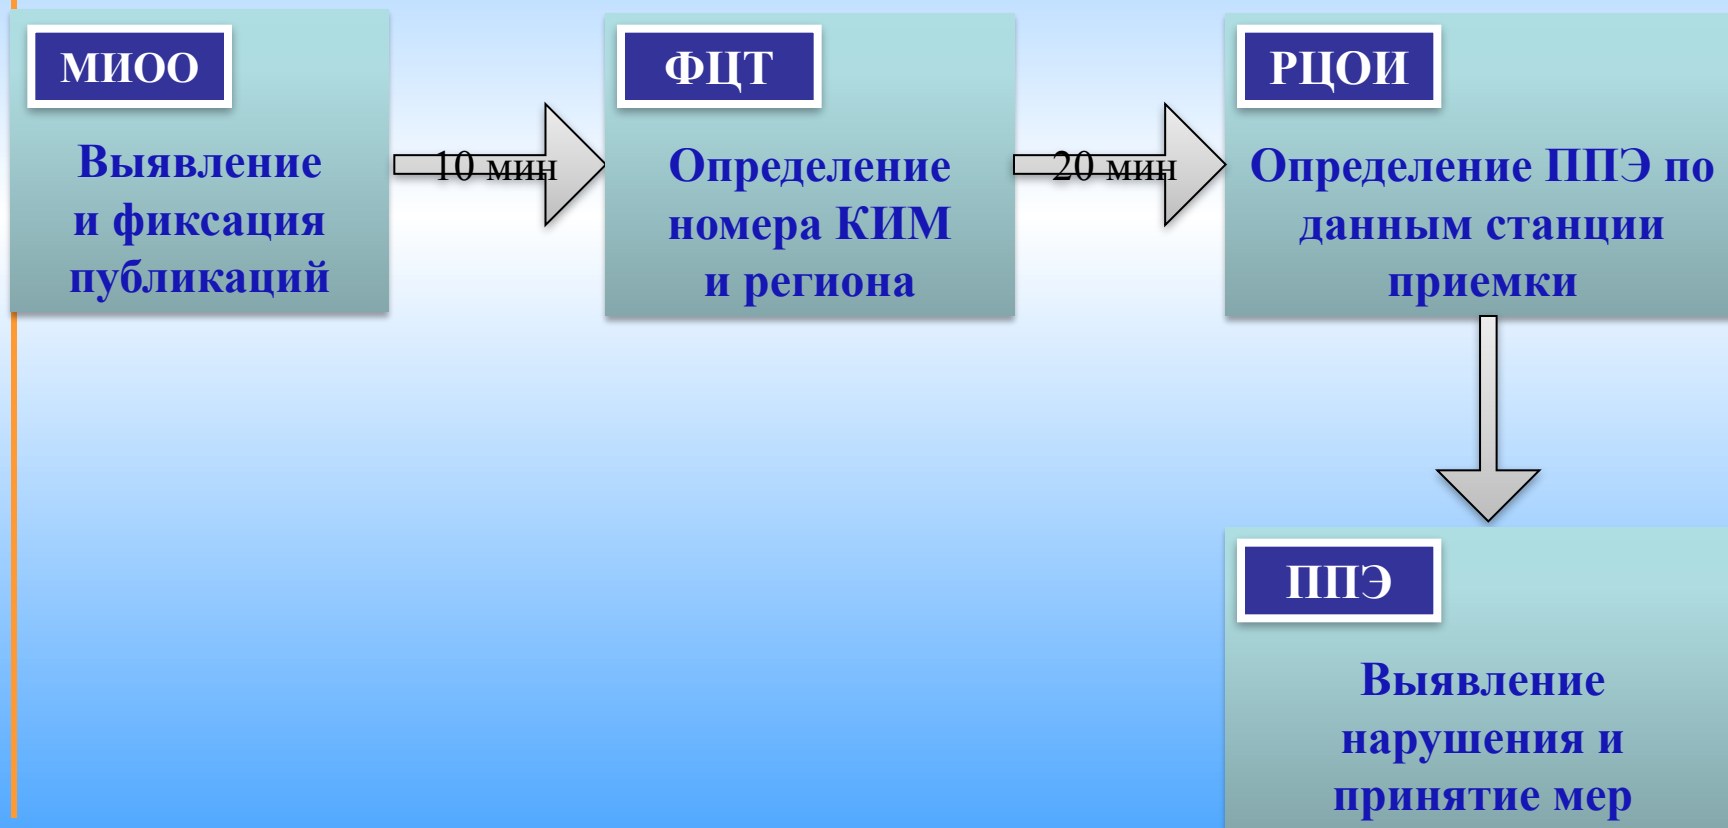 МИОО
Выявление
и фиксация
публикаций
10 мин
ФЦТ
Определение
номера КИМ
и региона
20 мин
РЦОИ
Определение ППЭ по
данным станции
приемки
ППЭ
Выявление
нарушения и
принятие мер